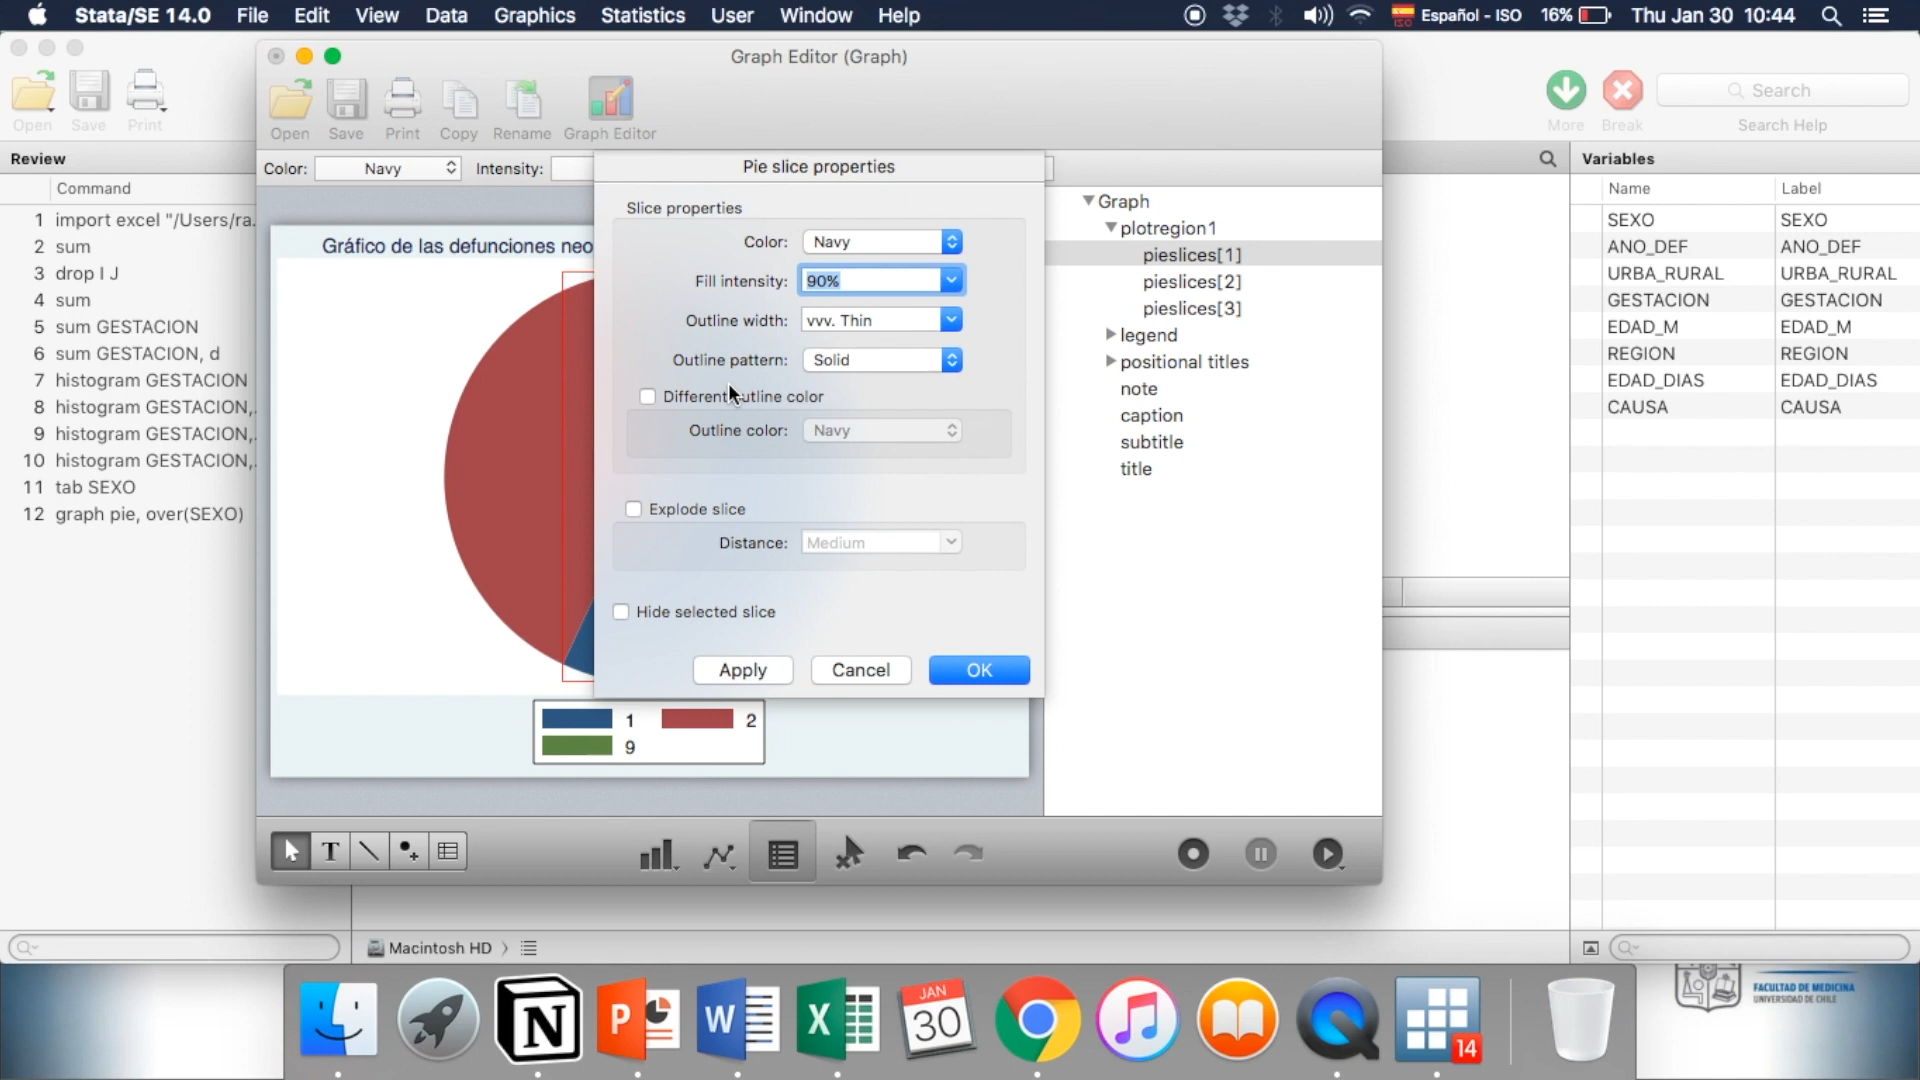 Stata/SE 14.0 File Edit View Data Graphics Statistics User Window Help ISO Español - ISO 16% Thu Jan 30 10:44
Graph Editor (Graph)
Open Save Print
Open Save Print Copy Rename Graph Editor
More Break
Search
Search Help
Review
Command
1 import excel "/Users/ra.
2 sum
3 drop I J
4 sum
5 sum GESTACION
6 sum GESTACION, d
7 histogram GESTACION
8 histogram GESTACION,.
9 histogram GESTACION,.
10 histogram GESTACION,.
11 tab SEXO
12 graph pie, over(SEXO)
Color: Navy Intensity:
Gráfico de las defunciones neo
1 2
9
Pie slice properties
Slice properties
Color: Navy
Fill intensity: 90%
Outline width: vvv. Thin
Outline pattern: Solid
Different outline color
Outline color: Navy
Explode slice
Distance: Medium
Hide selected slice
Apply Cancel OK
Graph
plotregion1
pieslices[1]
pieslices[2]
pieslices[3]
legend
positional titles
note
caption
subtitle
title
Variables
Name Label
SEXO SEXO
ANO_DEF ANO_DEF
URBA_RURAL URBA_RURAL
GESTACION GESTACION
EDAD_M EDAD_M
REGION REGION
EDAD_DIAS EDAD_DIAS
CAUSA CAUSA
T
Macintosh HD
N P W X JAN
30
14
FACULTAD DE MEDICINA
UNIVERSIDAD DE CHILE